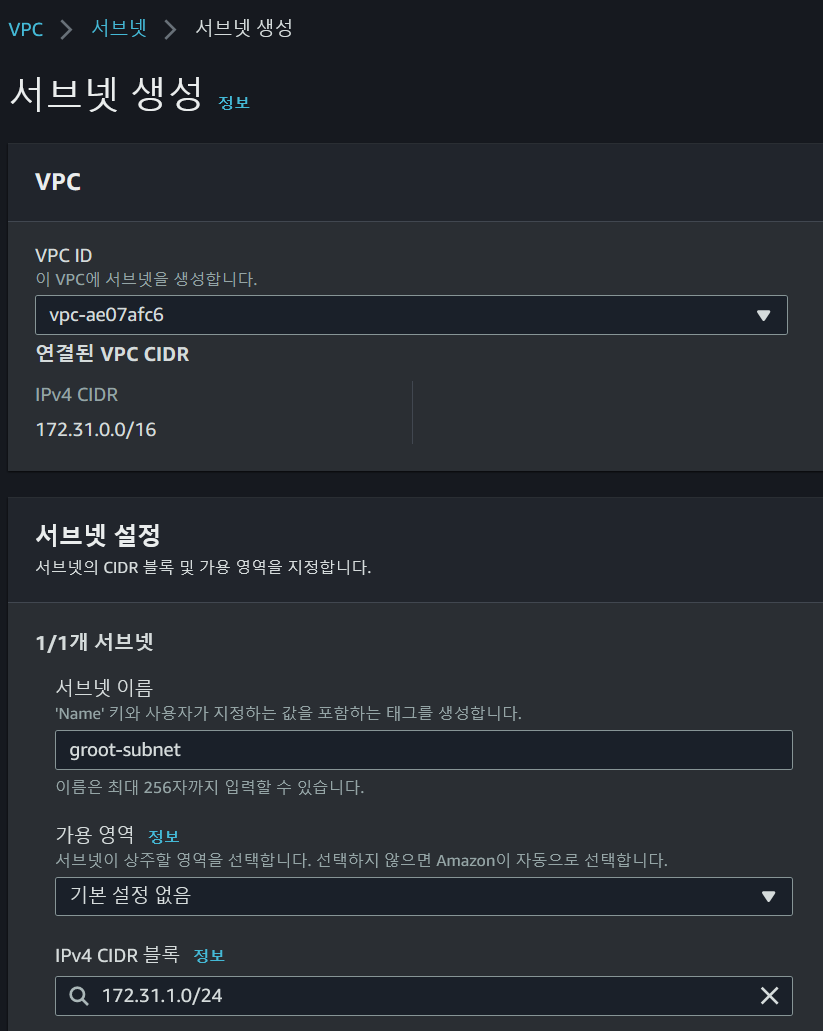 VPC > 서브넷 > 서브넷 생성
서브넷 생성 정보
VPC
VPC ID
이 VPC에 서브넷을 생성합니다.
vpc-ae07afc6
연결된 VPC CIDR
IPv4 CIDR
172.31.0.0/16
서브넷 설정
서브넷의 CIDR 블록 및 가용 영역을 지정합니다.
1/1개 서브넷
서브넷 이름
'Name' 키와 사용자가 지정하는 값을 포함하는 태그를 생성합니다.
groot-subnet
이름은 최대 256자까지 입력할 수 있습니다.
가용 영역 정보
서브넷이 상주할 영역을 선택합니다. 선택하지 않으면 Amazon이 자동으로 선택합니다.
기본 설정 없음
IPv4 CIDR 블록 정보
172.31.1.0/24